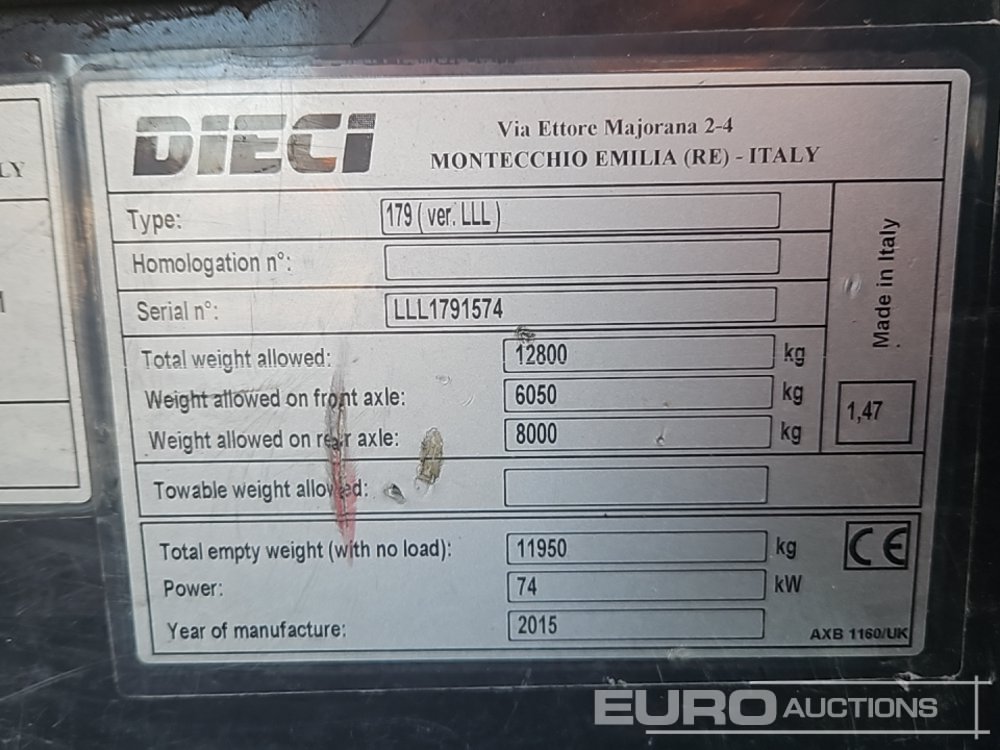 LY
DIECI
Via Ettore Majorana 2-4
MONTECCHIO EMILIA (RE) - ITALY
Type: 179 ( ver. LLL )
Homologation n°:
Serial n°: LLL1791574
Total weight allowed: 12800 kg
Weight allowed on front axle: 6050 kg
Weight allowed on rear axle: 8000 kg
Made in Italy
1,47
Towable weight allowed:
Total empty weight (with no load): 11950 kg
Power: 74 kW
Year of manufacture: 2015
CE
AXB 1160/UK
EURO AUCTIONS